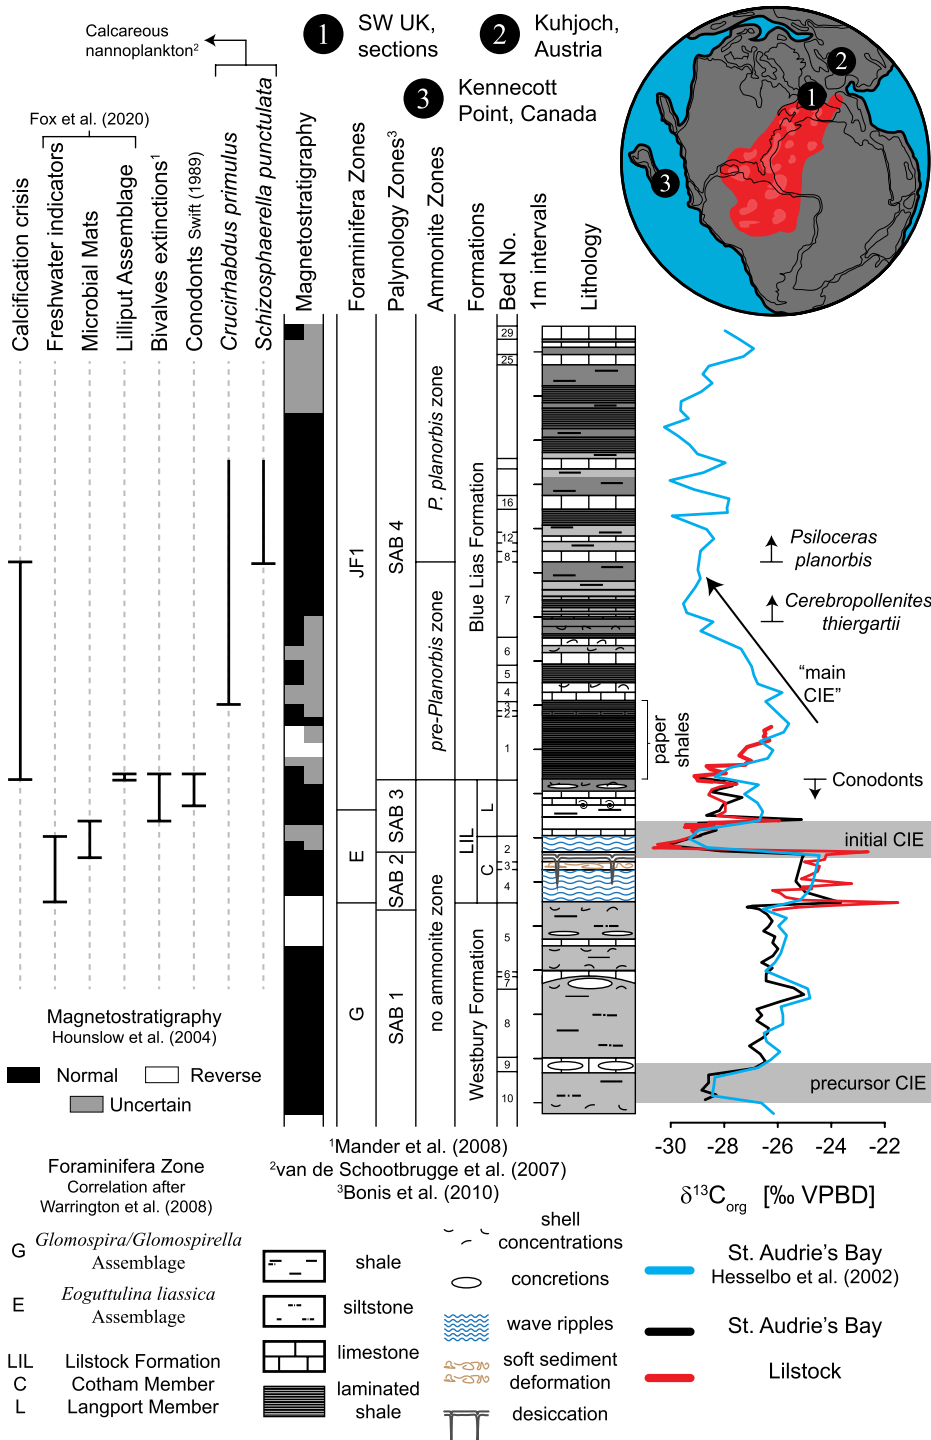 Calcareous
nannoplankton²
1 SW UK,
sections
2 Kuhjoch,
Austria
3 Kennecott
Point, Canada
1
2
3
Fox et al. (2020)
Calcification crisis
Freshwater indicators
Microbial Mats
Lilliput Assemblage
Bivalves extinctions¹
Conodonts Swift (1989)
Crucirhabdus primulus
Schizosphaerella punctulata
Magnetostratigraphy
Foraminifera Zones
Palynology Zones³
Ammonite Zones
Formations
Bed No.
1m intervals
Lithology
JF1
E
G
SAB 4
SAB 3
SAB 2
SAB 1
P. planorbis zone
pre-Planorbis zone
no ammonite zone
Blue Lias Formation
LIL
L
C
Westbury Formation
29
25
16
12
8
7
6
5
4
3
2
1
2
3
4
5
6
7
8
9
10
paper
shales
Psiloceras
planorbis
Cerebropollenites
thiergartii
“main
CIE”
Conodonts
initial CIE
precursor CIE
-30
-28
-26
-24
-22
δ¹³Corg [‰ VPBD]
Magnetostratigraphy
Hounslow et al. (2004)
Normal
Reverse
Uncertain
¹Mander et al. (2008)
²van de Schootbrugge et al. (2007)
³Bonis et al. (2010)
Foraminifera Zone
Correlation after
Warrington et al. (2008)
G Glomospira/Glomospirella
Assemblage
E Eoguttulina liassica
Assemblage
LIL Lilstock Formation
C Cotham Member
L Langport Member
shale
siltstone
limestone
laminated
shale
shell
concentrations
concretions
wave ripples
soft sediment
deformation
desiccation
St. Audrie's Bay
Hesselbo et al. (2002)
St. Audrie's Bay
Lilstock